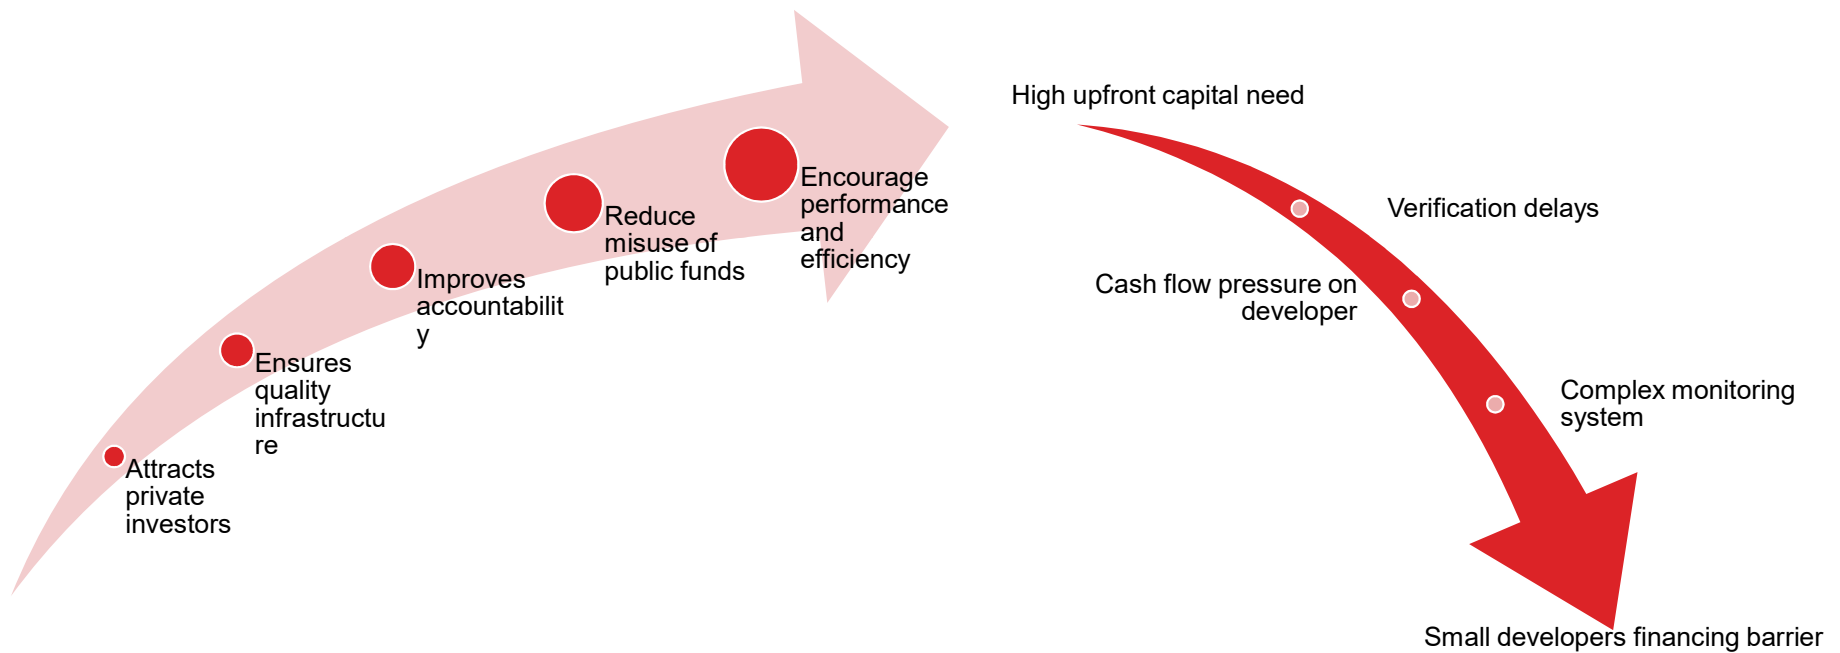 Attracts
private
investors
Ensures
quality
infrastructu
re
Improves
accountabilit
y
Reduce
misuse of
public funds
Encourage
performance
and
efficiency
High upfront capital need
Verification delays
Cash flow pressure on
developer
Complex monitoring
system
Small developers financing barrier